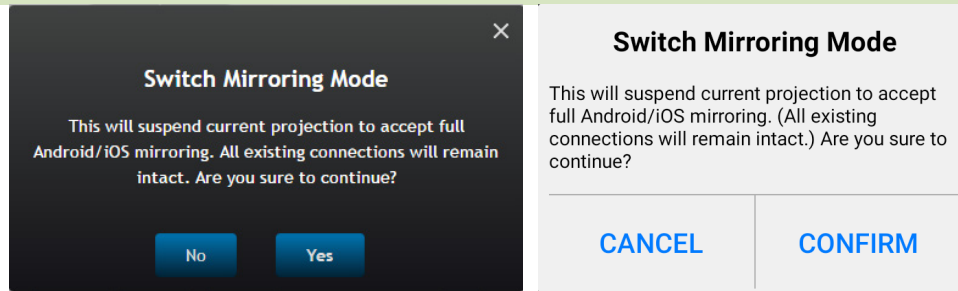 Switch Mirroring Mode
This will suspend current projection to accept full
Android/iOS mirroring. All existing connections will remain
intact. Are you sure to continue?
No
Yes
Switch Mirroring Mode
This will suspend current projection to accept
full Android/iOS mirroring. (All existing
connections will remain intact.) Are you sure to
continue?
CANCEL
CONFIRM